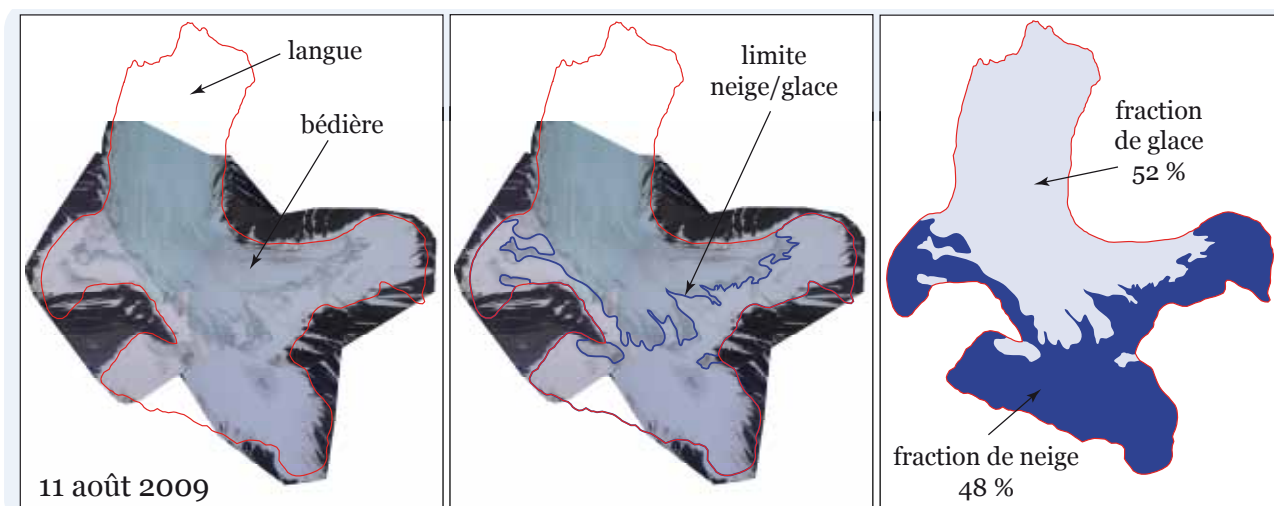 langue
bédière
11 août 2009
limite
neige/glace
fraction
de glace
52 %
fraction de neige
48 %